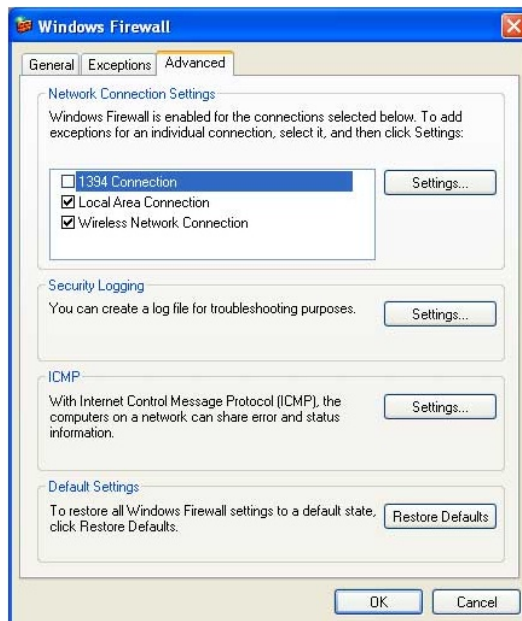 Windows Firewall
General
Exceptions
Advanced
Network Connection Settings
Windows Firewall is enabled for the connections selected below. To add
exceptions for an individual connection, select it, and then click Settings:
1394 Connection
Local Area Connection
Wireless Network Connection
Settings...
Security Logging
You can create a log file for troubleshooting purposes.
Settings...
ICMP
With Internet Control Message Protocol (ICMP), the
computers on a network can share error and status
information.
Settings...
Default Settings
To restore all Windows Firewall settings to a default state,
click Restore Defaults.
Restore Defaults
OK
Cancel